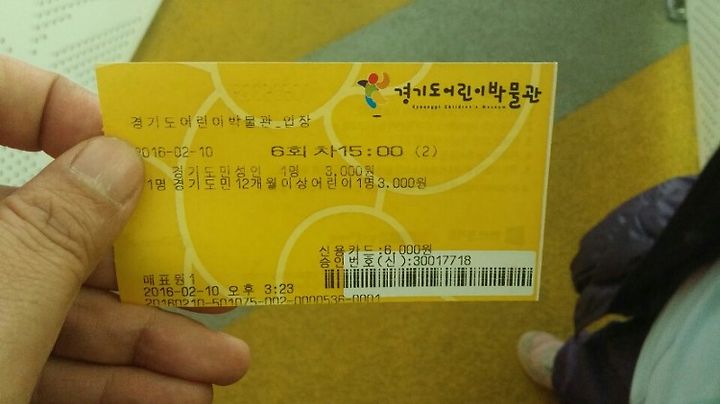 경기도어린이박물관
Gyeonggi Children's Museum
경기도어린이박물관_입장
2016-02-10 6회차15:00 (2)
경기도민성인 1명 3,000원
1명 경기도민12개월이상어린이1명3,000원
신용카드:6,000원
승인번호(신):30017718
매표원1
2016-02-10 오후 3:23
20160210-501075-002-0000536-0001